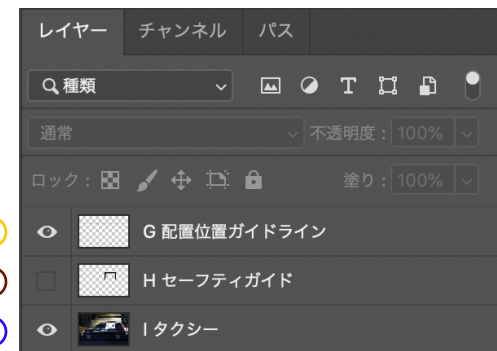 レイヤー チャンネル パス
種類 T
通常 不透明度: 100%
ロック: 塗り: 100%
G 配置位置ガイドライン
H セーフティガイド
I タクシー